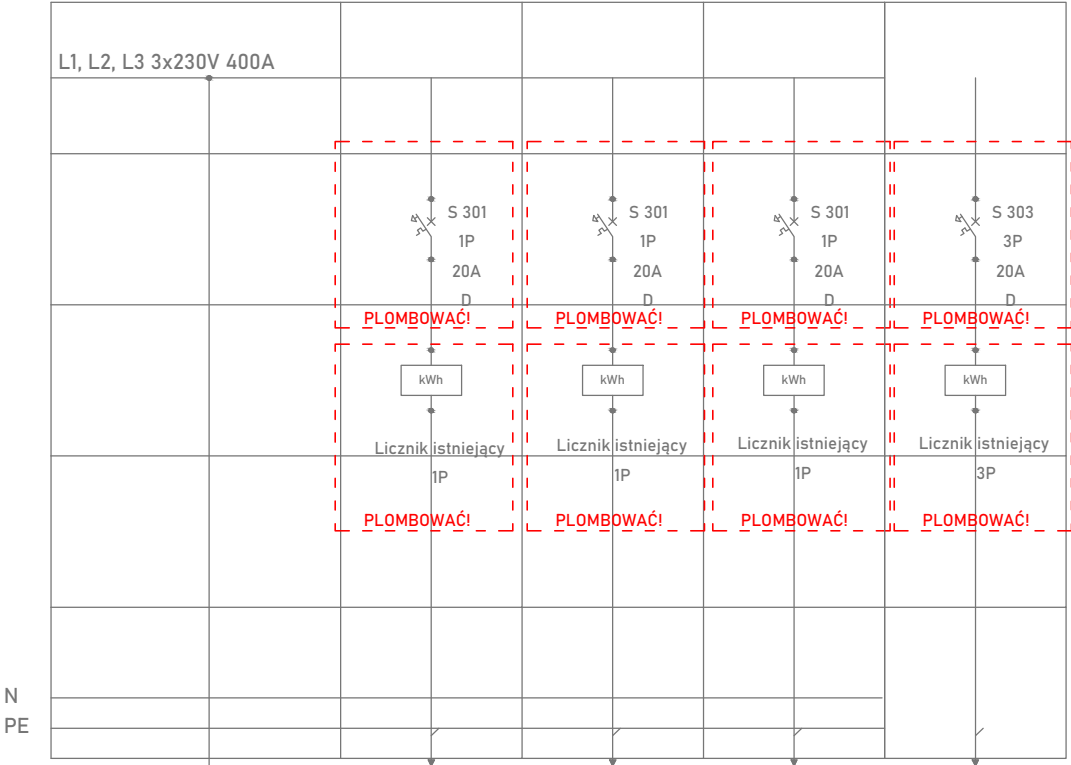 L1, L2, L3 3x230V 400A
S 301
1P
20A
D
PLOMBOWAĆ!
S 301
1P
20A
D
PLOMBOWAĆ!
S 301
1P
20A
D
PLOMBOWAĆ!
S 303
3P
20A
D
PLOMBOWAĆ!
kWh
Licznik istniejący
1P
PLOMBOWAĆ!
kWh
Licznik istniejący
1P
PLOMBOWAĆ!
kWh
Licznik istniejący
1P
PLOMBOWAĆ!
kWh
Licznik istniejący
3P
PLOMBOWAĆ!
N
PE